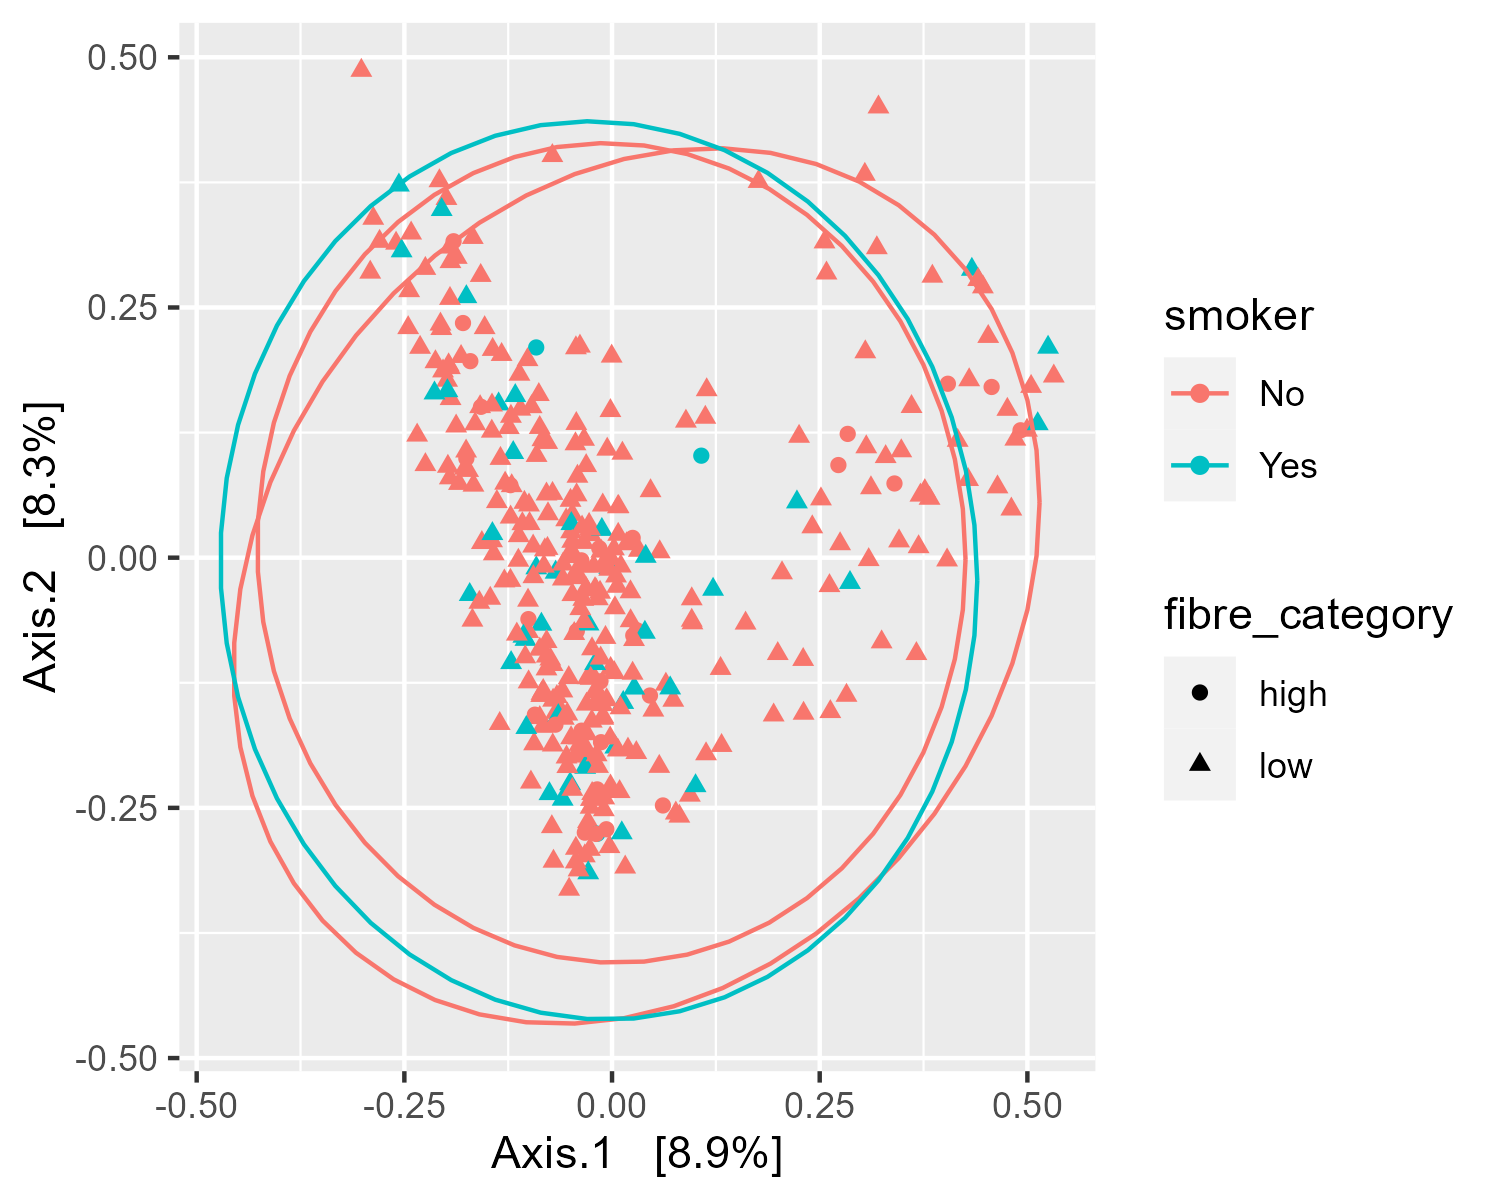 0.50
0.25
0.00
-0.25
-0.50
Axis.2 [8.3%]
-0.50 -0.25 0.00 0.25 0.50
Axis.1 [8.9%]
smoker
No
Yes
fibre_category
high
low